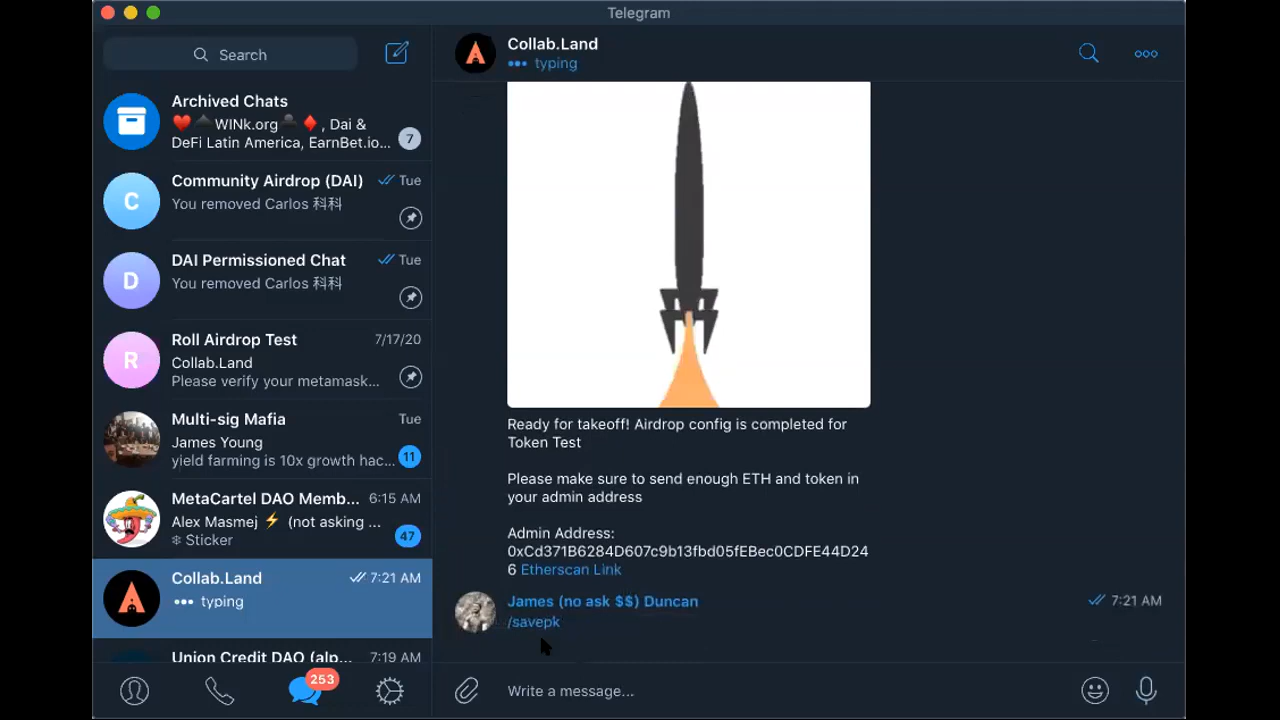 Telegram
Search
Archived Chats
WINk.org , Dai &
DeFi Latin America, EarnBet.io...
7
Community Airdrop (DAI)
Tue
You removed Carlos 科科
C
DAI Permissioned Chat
Tue
You removed Carlos 科科
D
Roll Airdrop Test
7/17/20
Collab.Land
Please verify your metamask...
R
Multi-sig Mafia
Tue
James Young
yield farming is 10x growth hac...
11
MetaCartel DAO Memb...
6:15 AM
Alex Masmej ⚡ (not asking ...
❄ Sticker
47
Collab.Land
7:21 AM
••• typing
Union Credit DAO (alp...
7:19 AM
253
Collab.Land
••• typing
Ready for takeoff! Airdrop config is completed for
Token Test
Please make sure to send enough ETH and token in
your admin address
Admin Address:
0xCd371B6284D607c9b13fbd05fEBec0CDFE44D24
6 Etherscan Link
James (no ask $$) Duncan
7:21 AM
/savepk
Write a message...